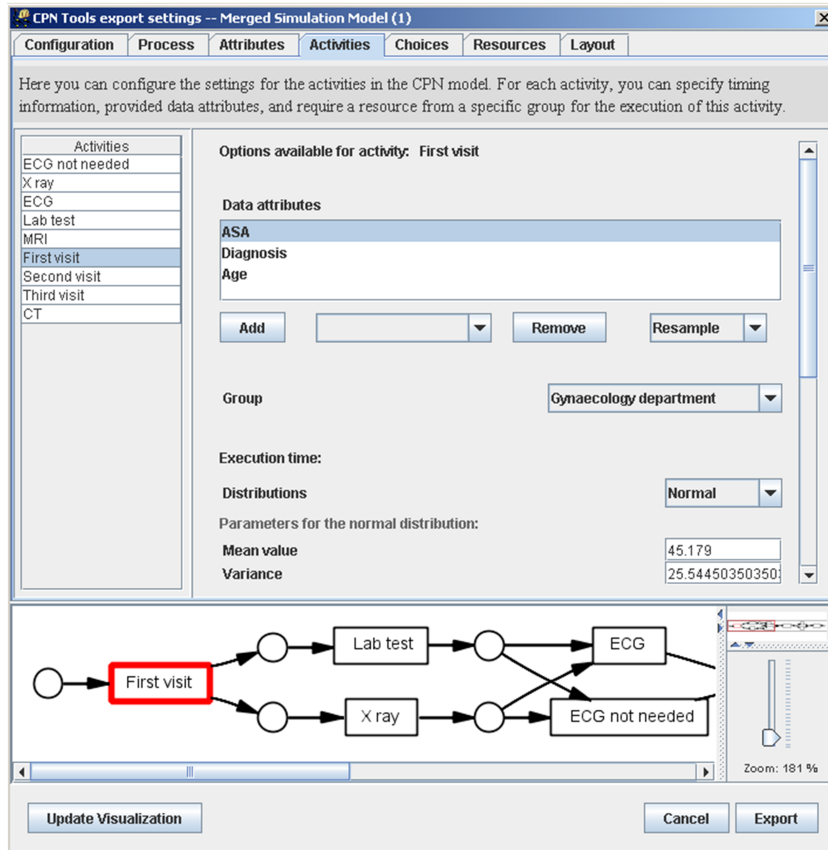 CPN Tools export settings -- Merged Simulation Model (1)
Configuration Process Attributes Activities Choices Resources Layout
Here you can configure the settings for the activities in the CPN model. For each activity, you can specify timing
information, provided data attributes, and require a resource from a specific group for the execution of this activity.
Activities
ECG not needed
X ray
ECG
Lab test
MRI
First visit
Second visit
Third visit
CT
Options available for activity: First visit
Data attributes
ASA
Diagnosis
Age
Add Remove Resample
Group Gynaecology department
Execution time:
Distributions Normal
Parameters for the normal distribution:
Mean value 45.179
Variance 25.54450350350
First visit
Lab test
ECG
X ray
ECG not needed
Zoom: 181 %
Update Visualization Cancel Export